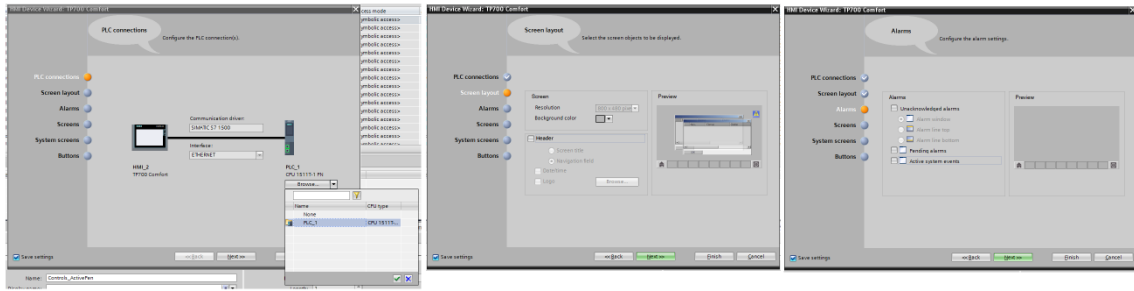 HMI Device Wizard: TP700 Comfort
PLC connections
Configure the PLC connection(s).
PLC connections
Screen layout
Alarms
Screens
System screens
Buttons
Communication driver:
SIMATIC S7 1500
Interface:
ETHERNET
HMI_2
TP700 Comfort
PLC_1
CPU 1511T-1 PN
Browse...
Name
CPU type
None
PLC_1
CPU 1511T-...
Save settings
<< Back
Next >>
Name:
Controls_ActivePen
HMI Device Wizard: TP700 Comfort
Screen layout
Select the screen objects to be displayed.
PLC connections
Screen layout
Alarms
Screens
System screens
Buttons
Screen
Resolution
Background color
Header
Screen title
Navigation field
Date/time
Logo
Browse...
Preview
Save settings
<< Back
Next >>
Finish
Cancel
HMI Device Wizard: TP700 Comfort
Alarms
Configure the alarm settings.
PLC connections
Screen layout
Alarms
Screens
System screens
Buttons
Alarms
Unacknowledged alarms
Alarm window
Alarm line top
Alarm line bottom
Pending alarms
Active system events
Preview
Save settings
<< Back
Next >>
Finish
Cancel